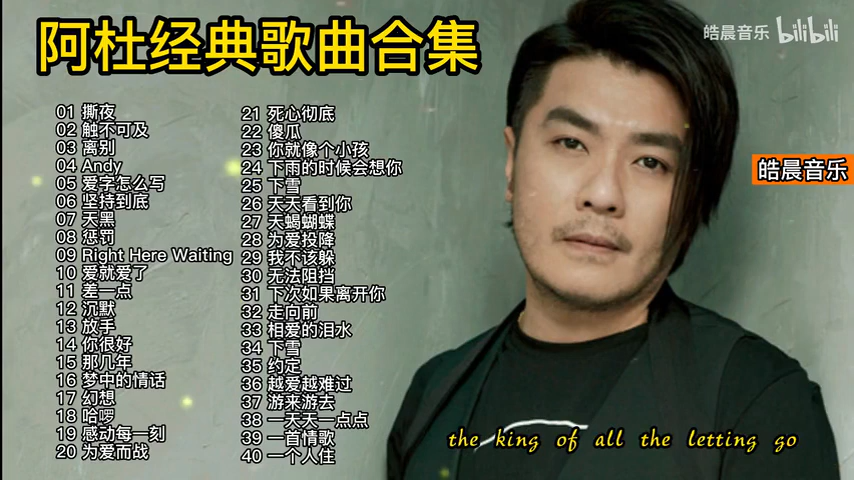 阿杜经典歌曲合集
皓晨音乐 bilibili
皓晨音乐
01 撕夜
02 触不可及
03 离别
04 Andy
05 爱字怎么写
06 坚持到底
07 天黑
08 惩罚
09 Right Here Waiting
10 爱就爱了
11 差一点
12 沉默
13 放手
14 你很好
15 那几年
16 梦中的情话
17 幻想
18 哈啰
19 感动每一刻
20 为爱而战
21 死心彻底
22 傻瓜
23 你就像个小孩
24 下雨的时候会想你
25 下雪
26 天天看到你
27 天蝎蝴蝶
28 为爱投降
29 我不该躲
30 无法阻挡
31 下次如果离开你
32 走向前
33 相爱的泪水
34 下雪
35 约定
36 越爱越难过
37 游来游去
38 一天天一点点
39 一首情歌
40 一个人住
the king of all the letting go